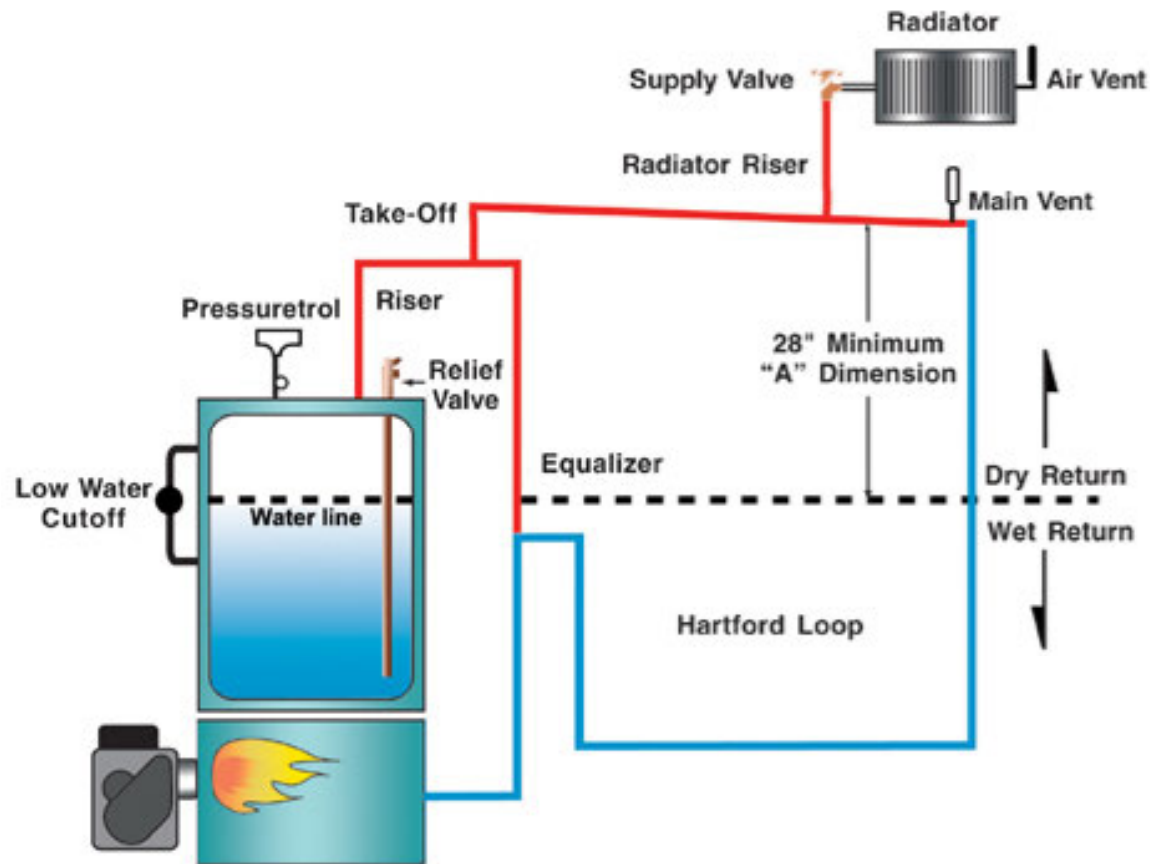 Radiator
Supply Valve
Air Vent
Radiator Riser
Main Vent
Take-Off
Pressuretrol
Riser
28" Minimum
“A” Dimension
Relief
Valve
Equalizer
Low Water
Cutoff
Water line
Dry Return
Wet Return
Hartford Loop